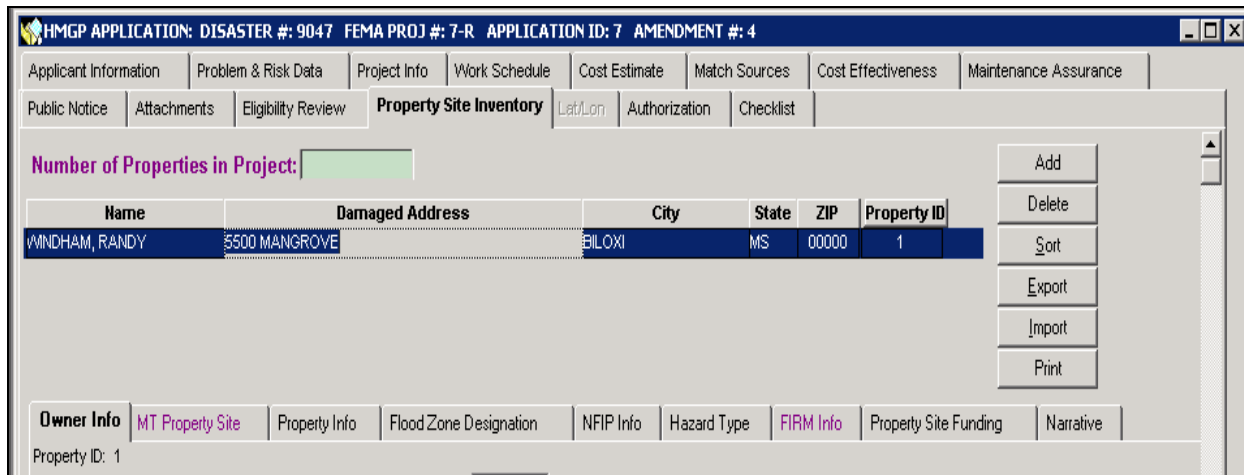 HMGP APPLICATION: DISASTER #: 9047 FEMA PROJ #: 7-R APPLICATION ID: 7 AMENDMENT #: 4
Applicant Information Problem & Risk Data Project Info Work Schedule Cost Estimate Match Sources Cost Effectiveness Maintenance Assurance
Public Notice Attachments Eligibility Review Property Site Inventory Lat/Lon Authorization Checklist
Number of Properties in Project:
Add
Name Damaged Address City State ZIP Property ID
Delete
WINDHAM, RANDY 5500 MANGROVE BILOXI MS 00000 1
Sort
Export
Import
Print
Owner Info MT Property Site Property Info Flood Zone Designation NFIP Info Hazard Type FIRM Info Property Site Funding Narrative
Property ID: 1